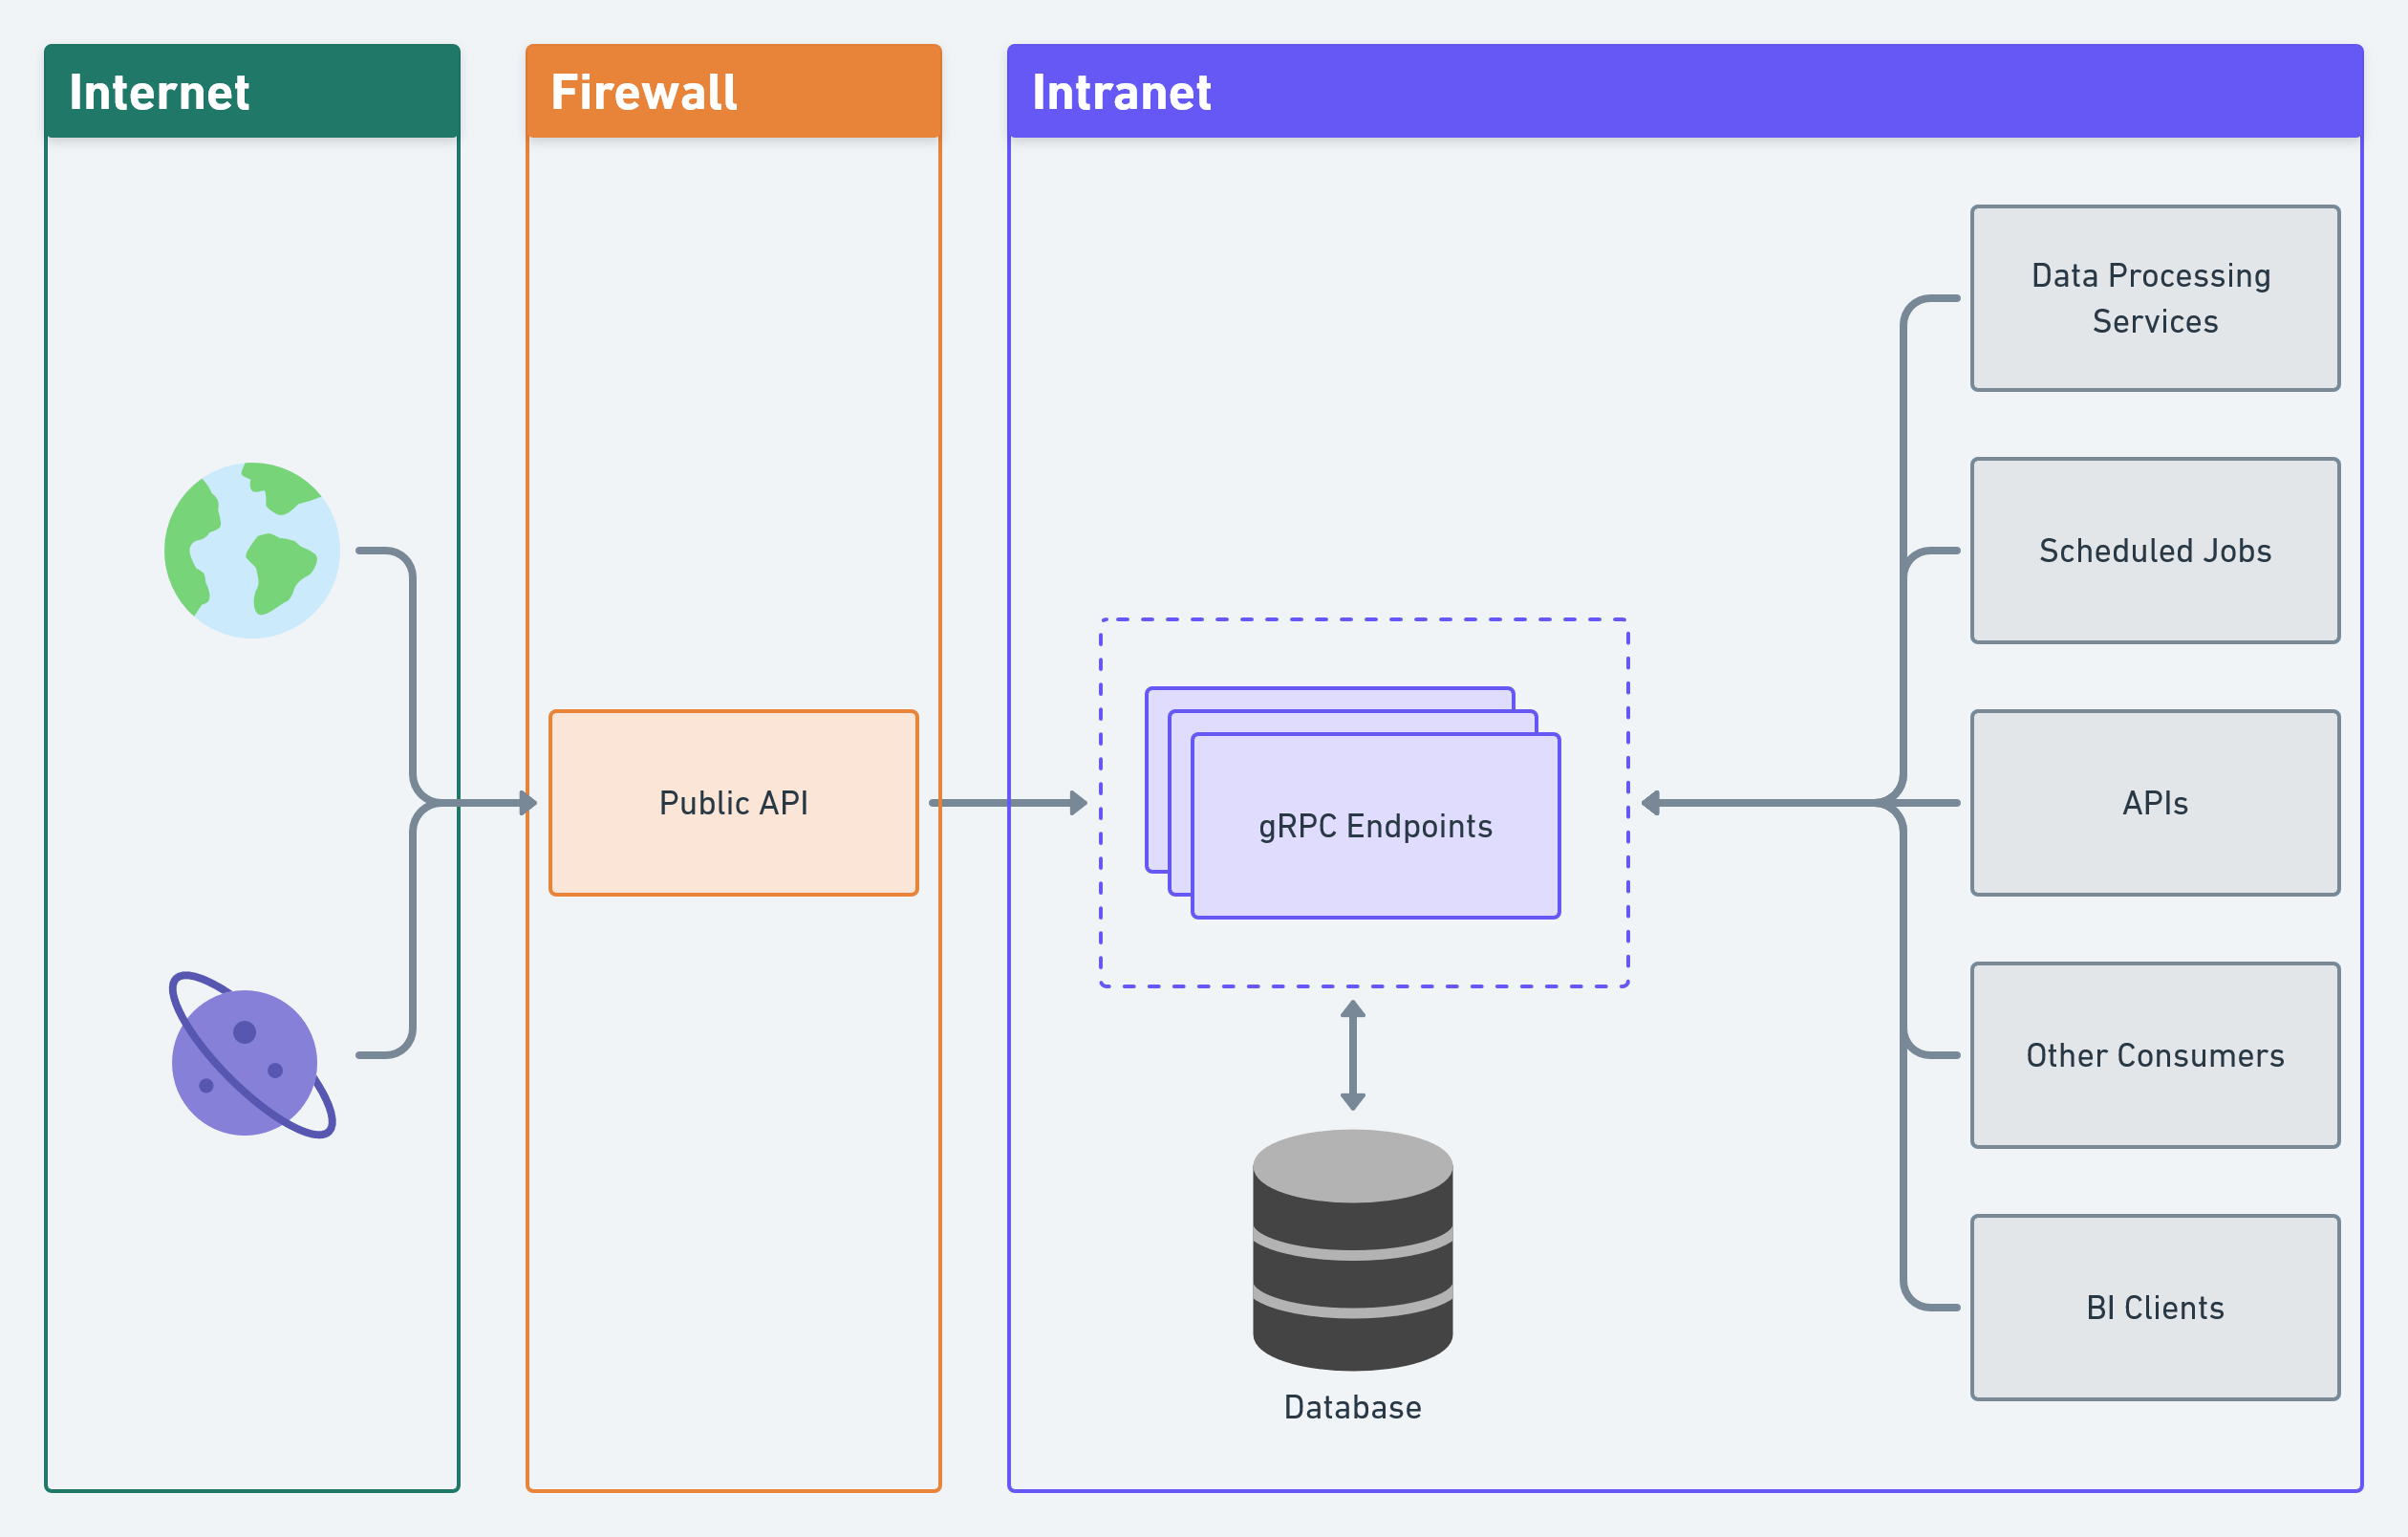 Internet
Firewall
Intranet
Data Processing
Services
Scheduled Jobs
Public API
gRPC Endpoints
APIs
Other Consumers
BI Clients
Database